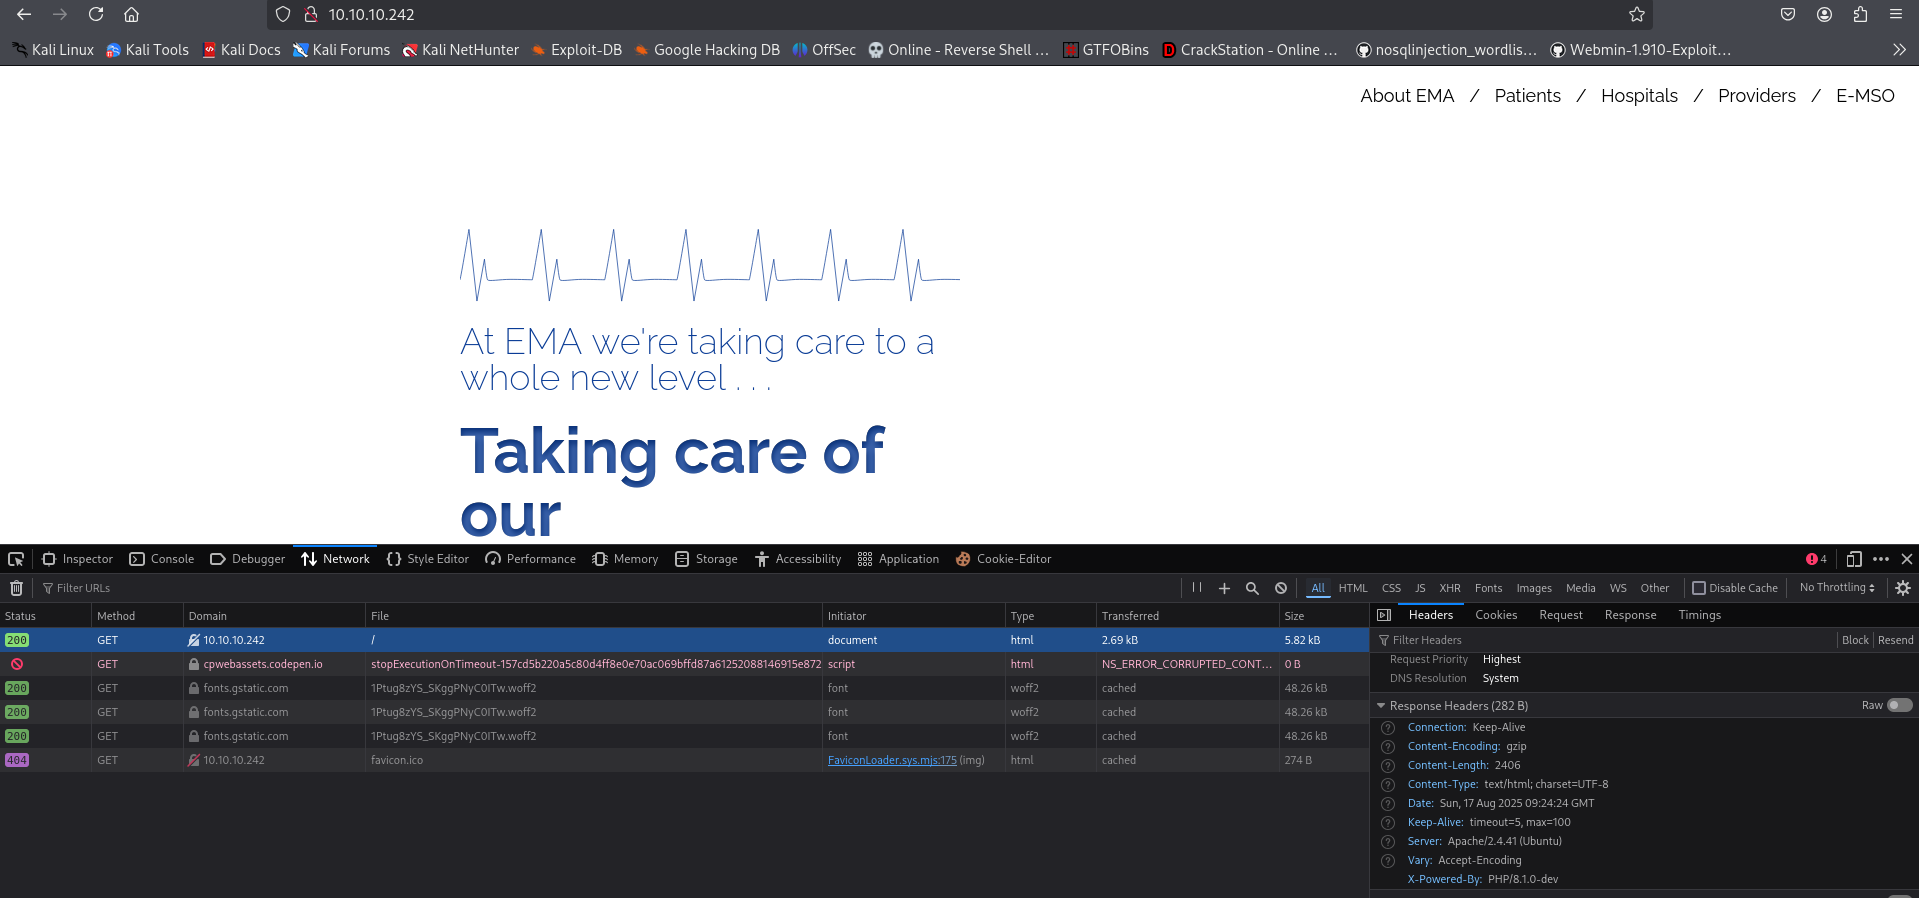 10.10.10.242
Kali Linux Kali Tools Kali Docs Kali Forums Kali NetHunter Exploit-DB Google Hacking DB OffSec Online - Reverse Shell ... GTFOBins CrackStation - Online ... nosqlinjection_wordlis... Webmin-1.910-Exploit...
About EMA / Patients / Hospitals / Providers / E-MSO
At EMA we're taking care to a
whole new level . . .
Taking care of
our
Inspector Console Debugger Network Style Editor Performance Memory Storage Accessibility Application Cookie-Editor 4
Filter URLs All HTML CSS JS XHR Fonts Images Media WS Other Disable Cache No Throttling
Status Method Domain File Initiator Type Transferred Size
200 GET 10.10.10.242 / document html 2.69 kB 5.82 kB
GET cpwebassets.codepen.io stopExecutionOnTimeout-157cd5b220a5c80d4ff8e0e70ac069bffd87a61252088146915e872 script html NS_ERROR_CORRUPTED_CONT... 0 B
200 GET fonts.gstatic.com 1Ptug8zYS_SKggPNyC0ITw.woff2 font woff2 cached 48.26 kB
200 GET fonts.gstatic.com 1Ptug8zYS_SKggPNyC0ITw.woff2 font woff2 cached 48.26 kB
200 GET fonts.gstatic.com 1Ptug8zYS_SKggPNyC0ITw.woff2 font woff2 cached 48.26 kB
404 GET 10.10.10.242 favicon.ico FaviconLoader.sys.mjs:175 (img) html cached 274 B
Headers Cookies Request Response Timings
Filter Headers Block Resend
Request Priority Highest
DNS Resolution System
Response Headers (282 B) Raw
Connection: Keep-Alive
Content-Encoding: gzip
Content-Length: 2406
Content-Type: text/html; charset=UTF-8
Date: Sun, 17 Aug 2025 09:24:24 GMT
Keep-Alive: timeout=5, max=100
Server: Apache/2.4.41 (Ubuntu)
Vary: Accept-Encoding
X-Powered-By: PHP/8.1.0-dev